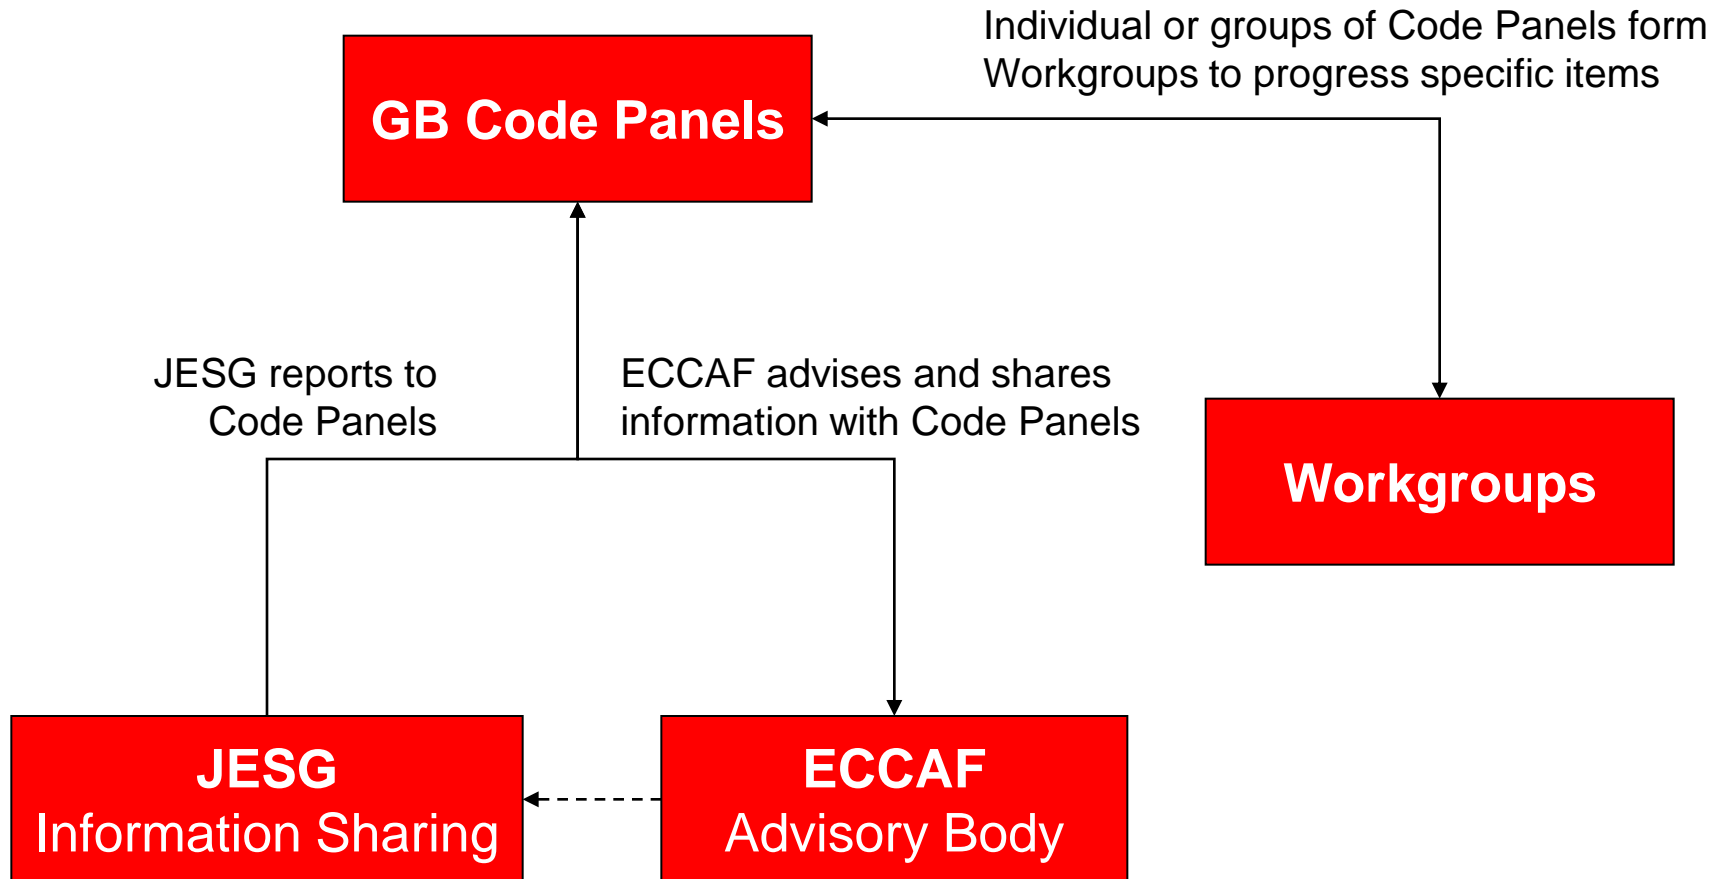 Individual or groups of Code Panels form
Workgroups to progress specific items
GB Code Panels
JESG reports to
Code Panels
ECCAF advises and shares
information with Code Panels
Workgroups
JESG
Information Sharing
ECCAF
Advisory Body